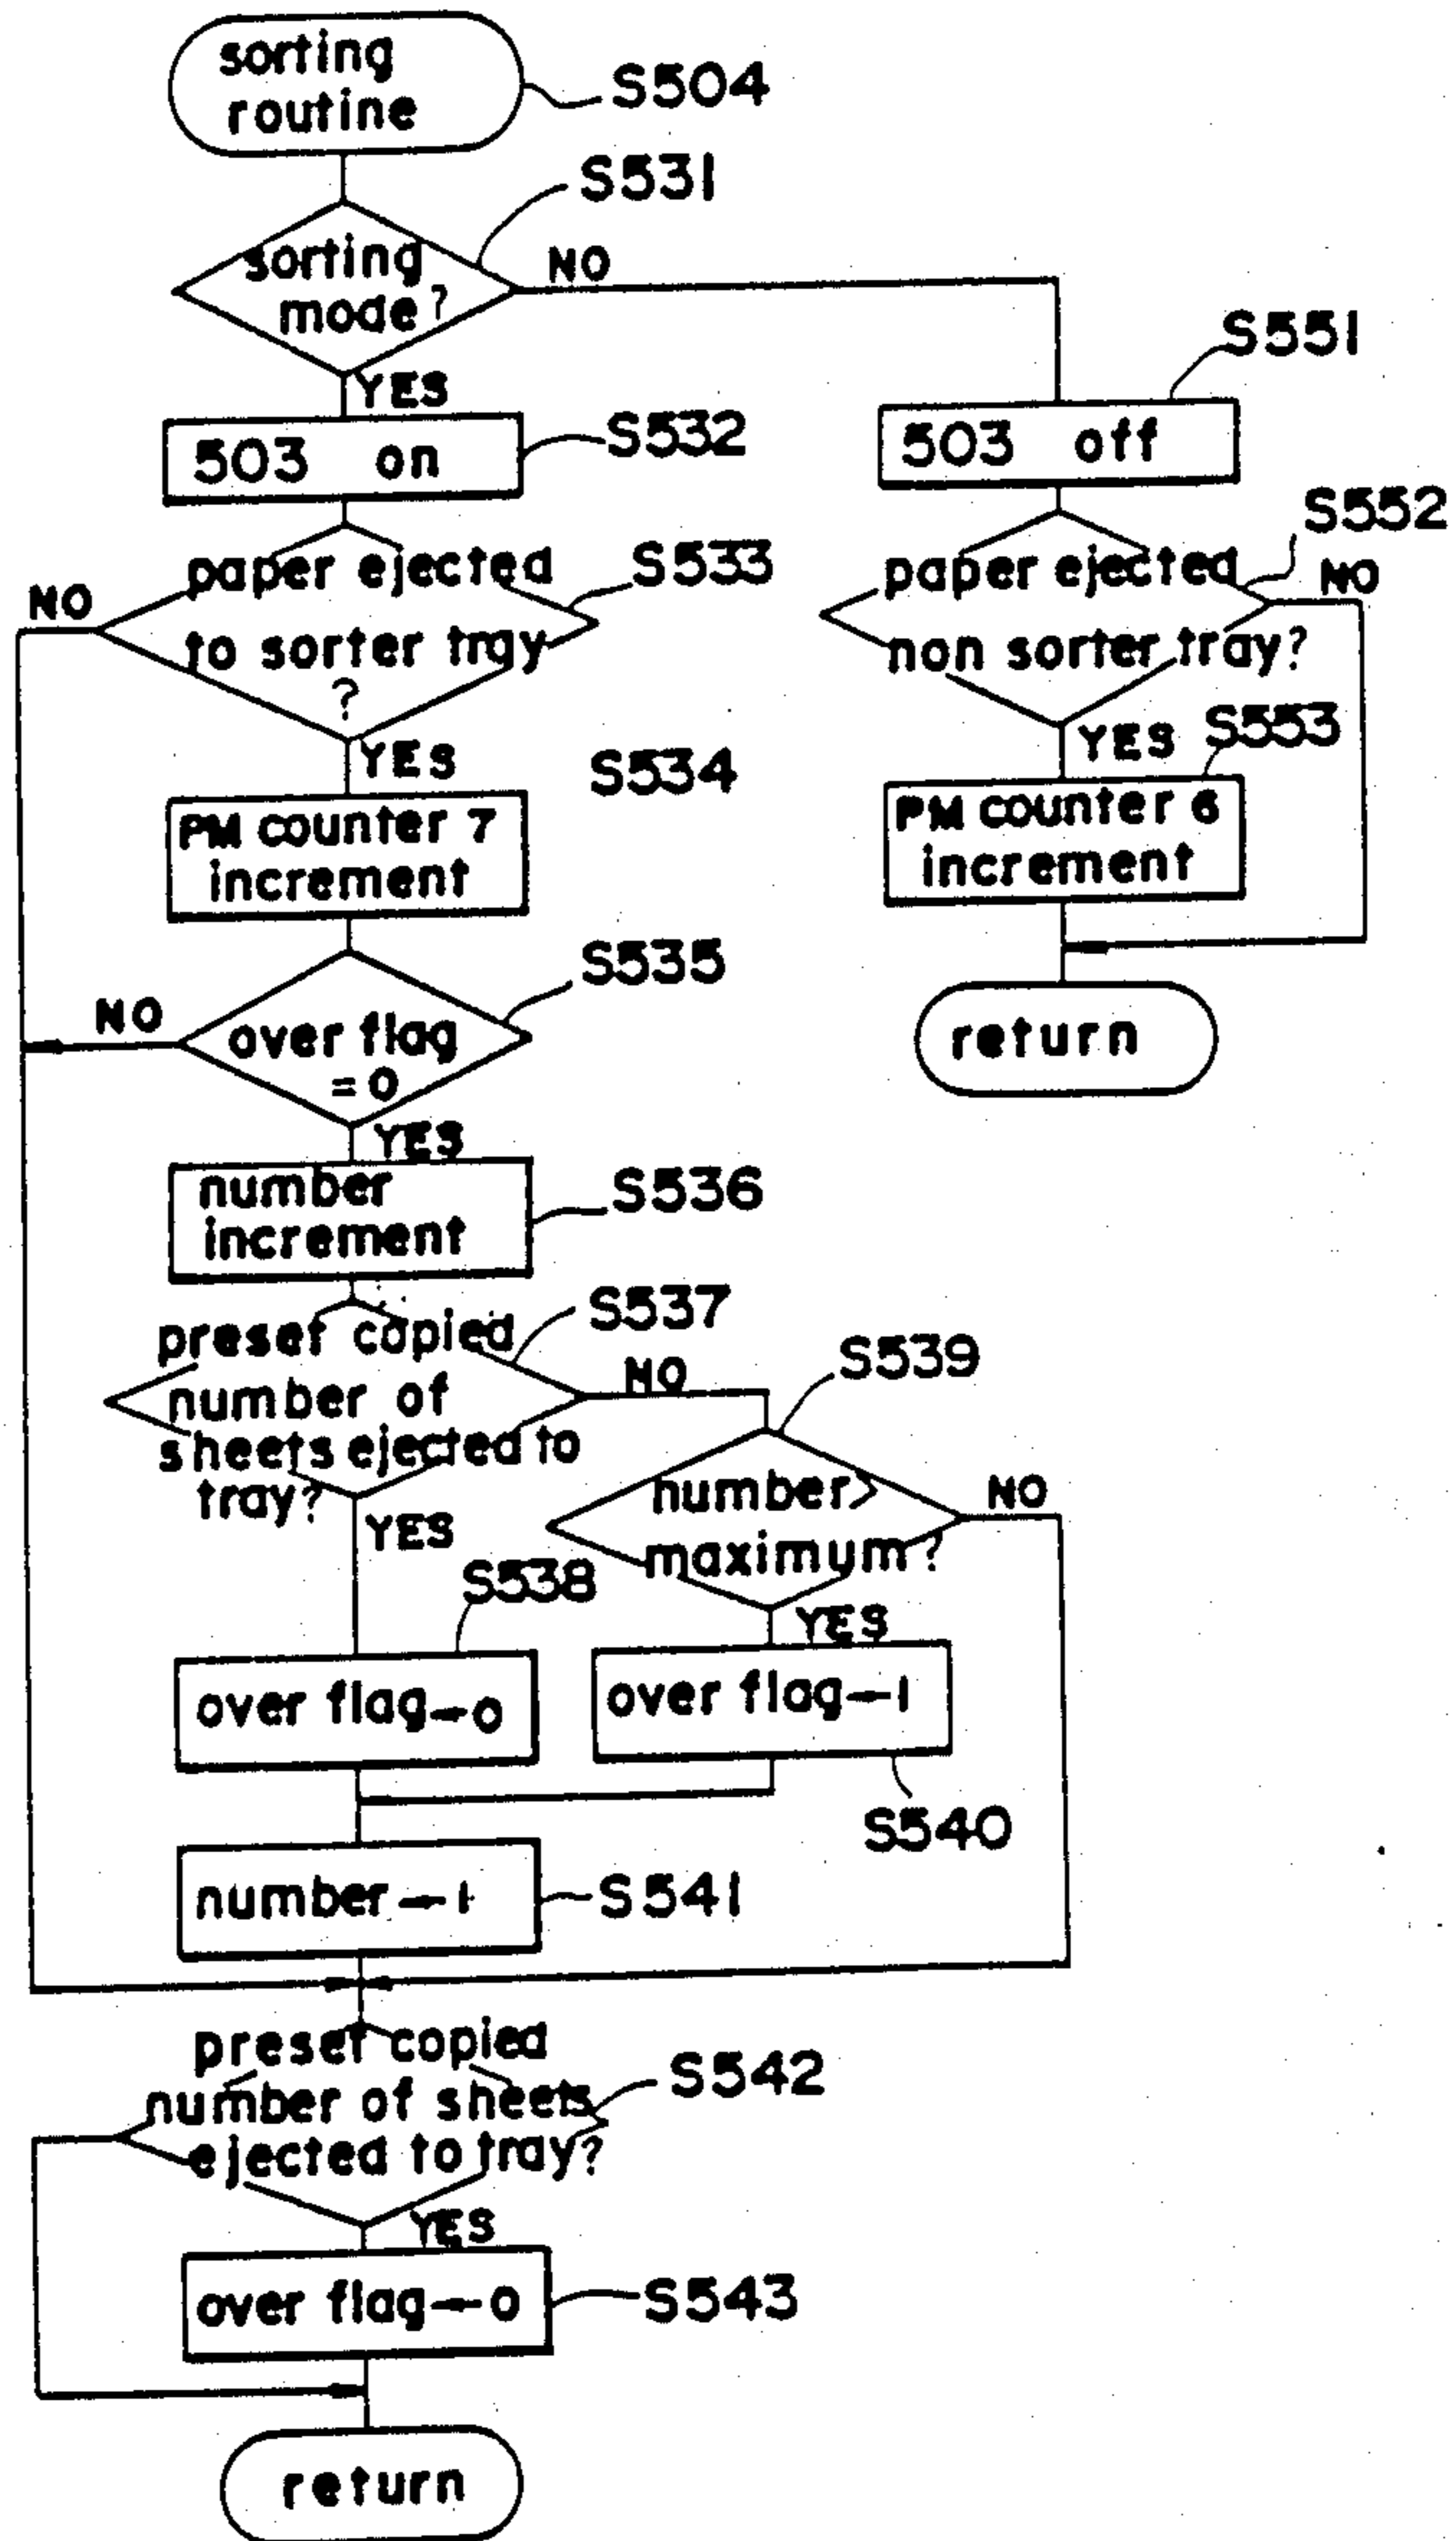 sorting
routine
S504
S531
sorting
mode?
NO
YES
503 on
S532
S551
503 off
paper ejected
to sorter tray
?
S533
NO
YES
S552
paper ejected
non sorter tray?
NO
YES
S553
PM counter 6
increment
return
S534
PM counter 7
increment
S535
over flag
=0
NO
YES
number
increment
S536
preset copied
number of
sheets ejected to
tray?
S537
NO
YES
S539
number>
maximum?
NO
YES
S538
over flag←0
over flag←1
S540
number←1
S541
preset copied
number of sheets
ejected to tray?
S542
YES
over flag←0
S543
return